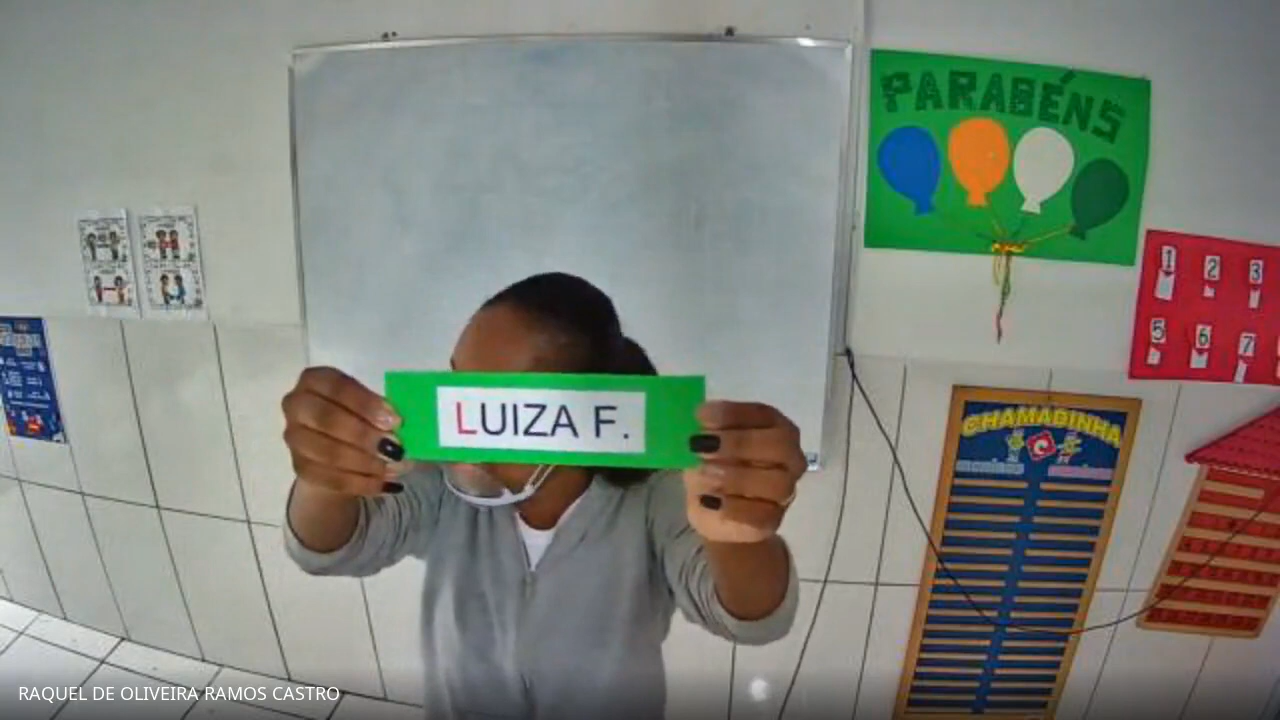 PARABÉNS
1 2 3
5 6 7
LUIZA F.
CHAMADINHA
RAQUEL DE OLIVEIRA RAMOS CASTRO